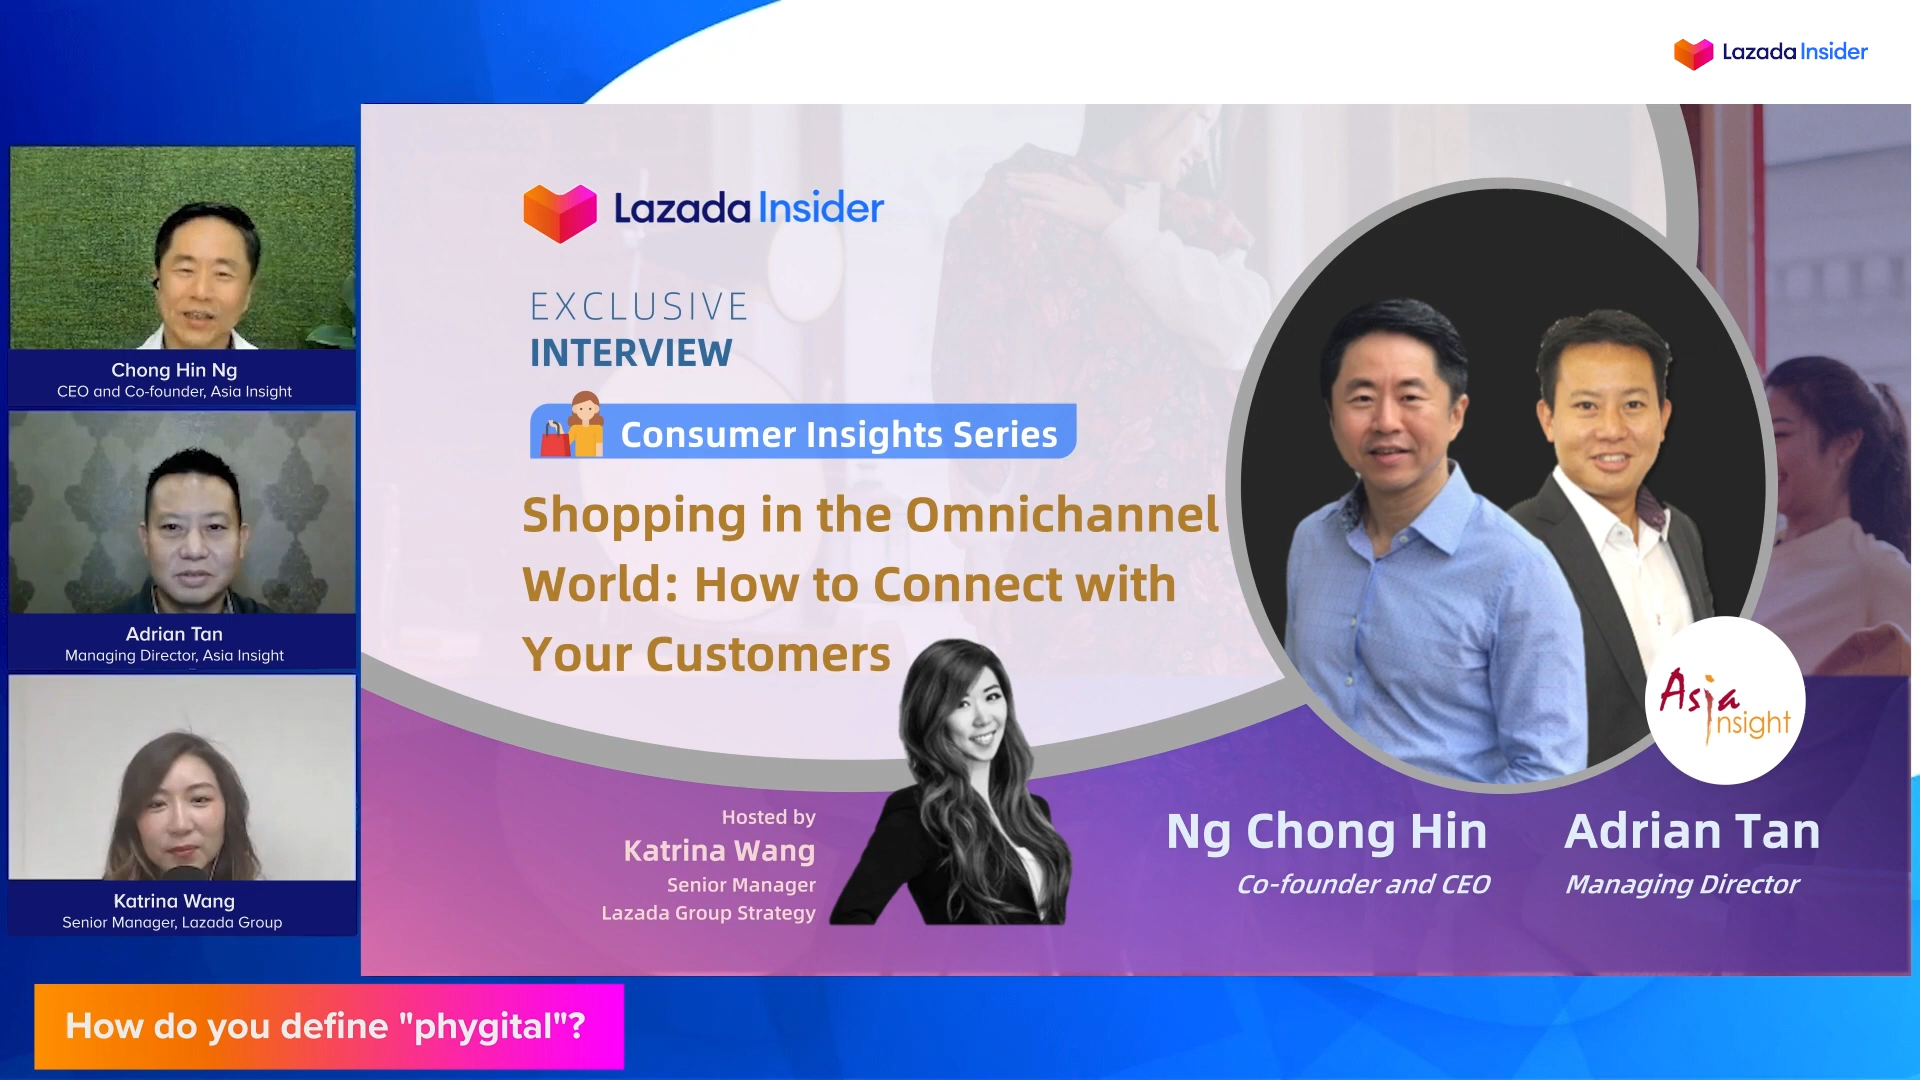 Lazada Insider
Chong Hin Ng
CEO and Co-founder, Asia Insight
Adrian Tan
Managing Director, Asia Insight
Katrina Wang
Senior Manager, Lazada Group
Lazada Insider
EXCLUSIVE
INTERVIEW
Consumer Insights Series
Shopping in the Omnichannel
World: How to Connect with
Your Customers
Hosted by
Katrina Wang
Senior Manager
Lazada Group Strategy
Asia
Insight
Ng Chong Hin
Co-founder and CEO
Adrian Tan
Managing Director
How do you define "phygital"?